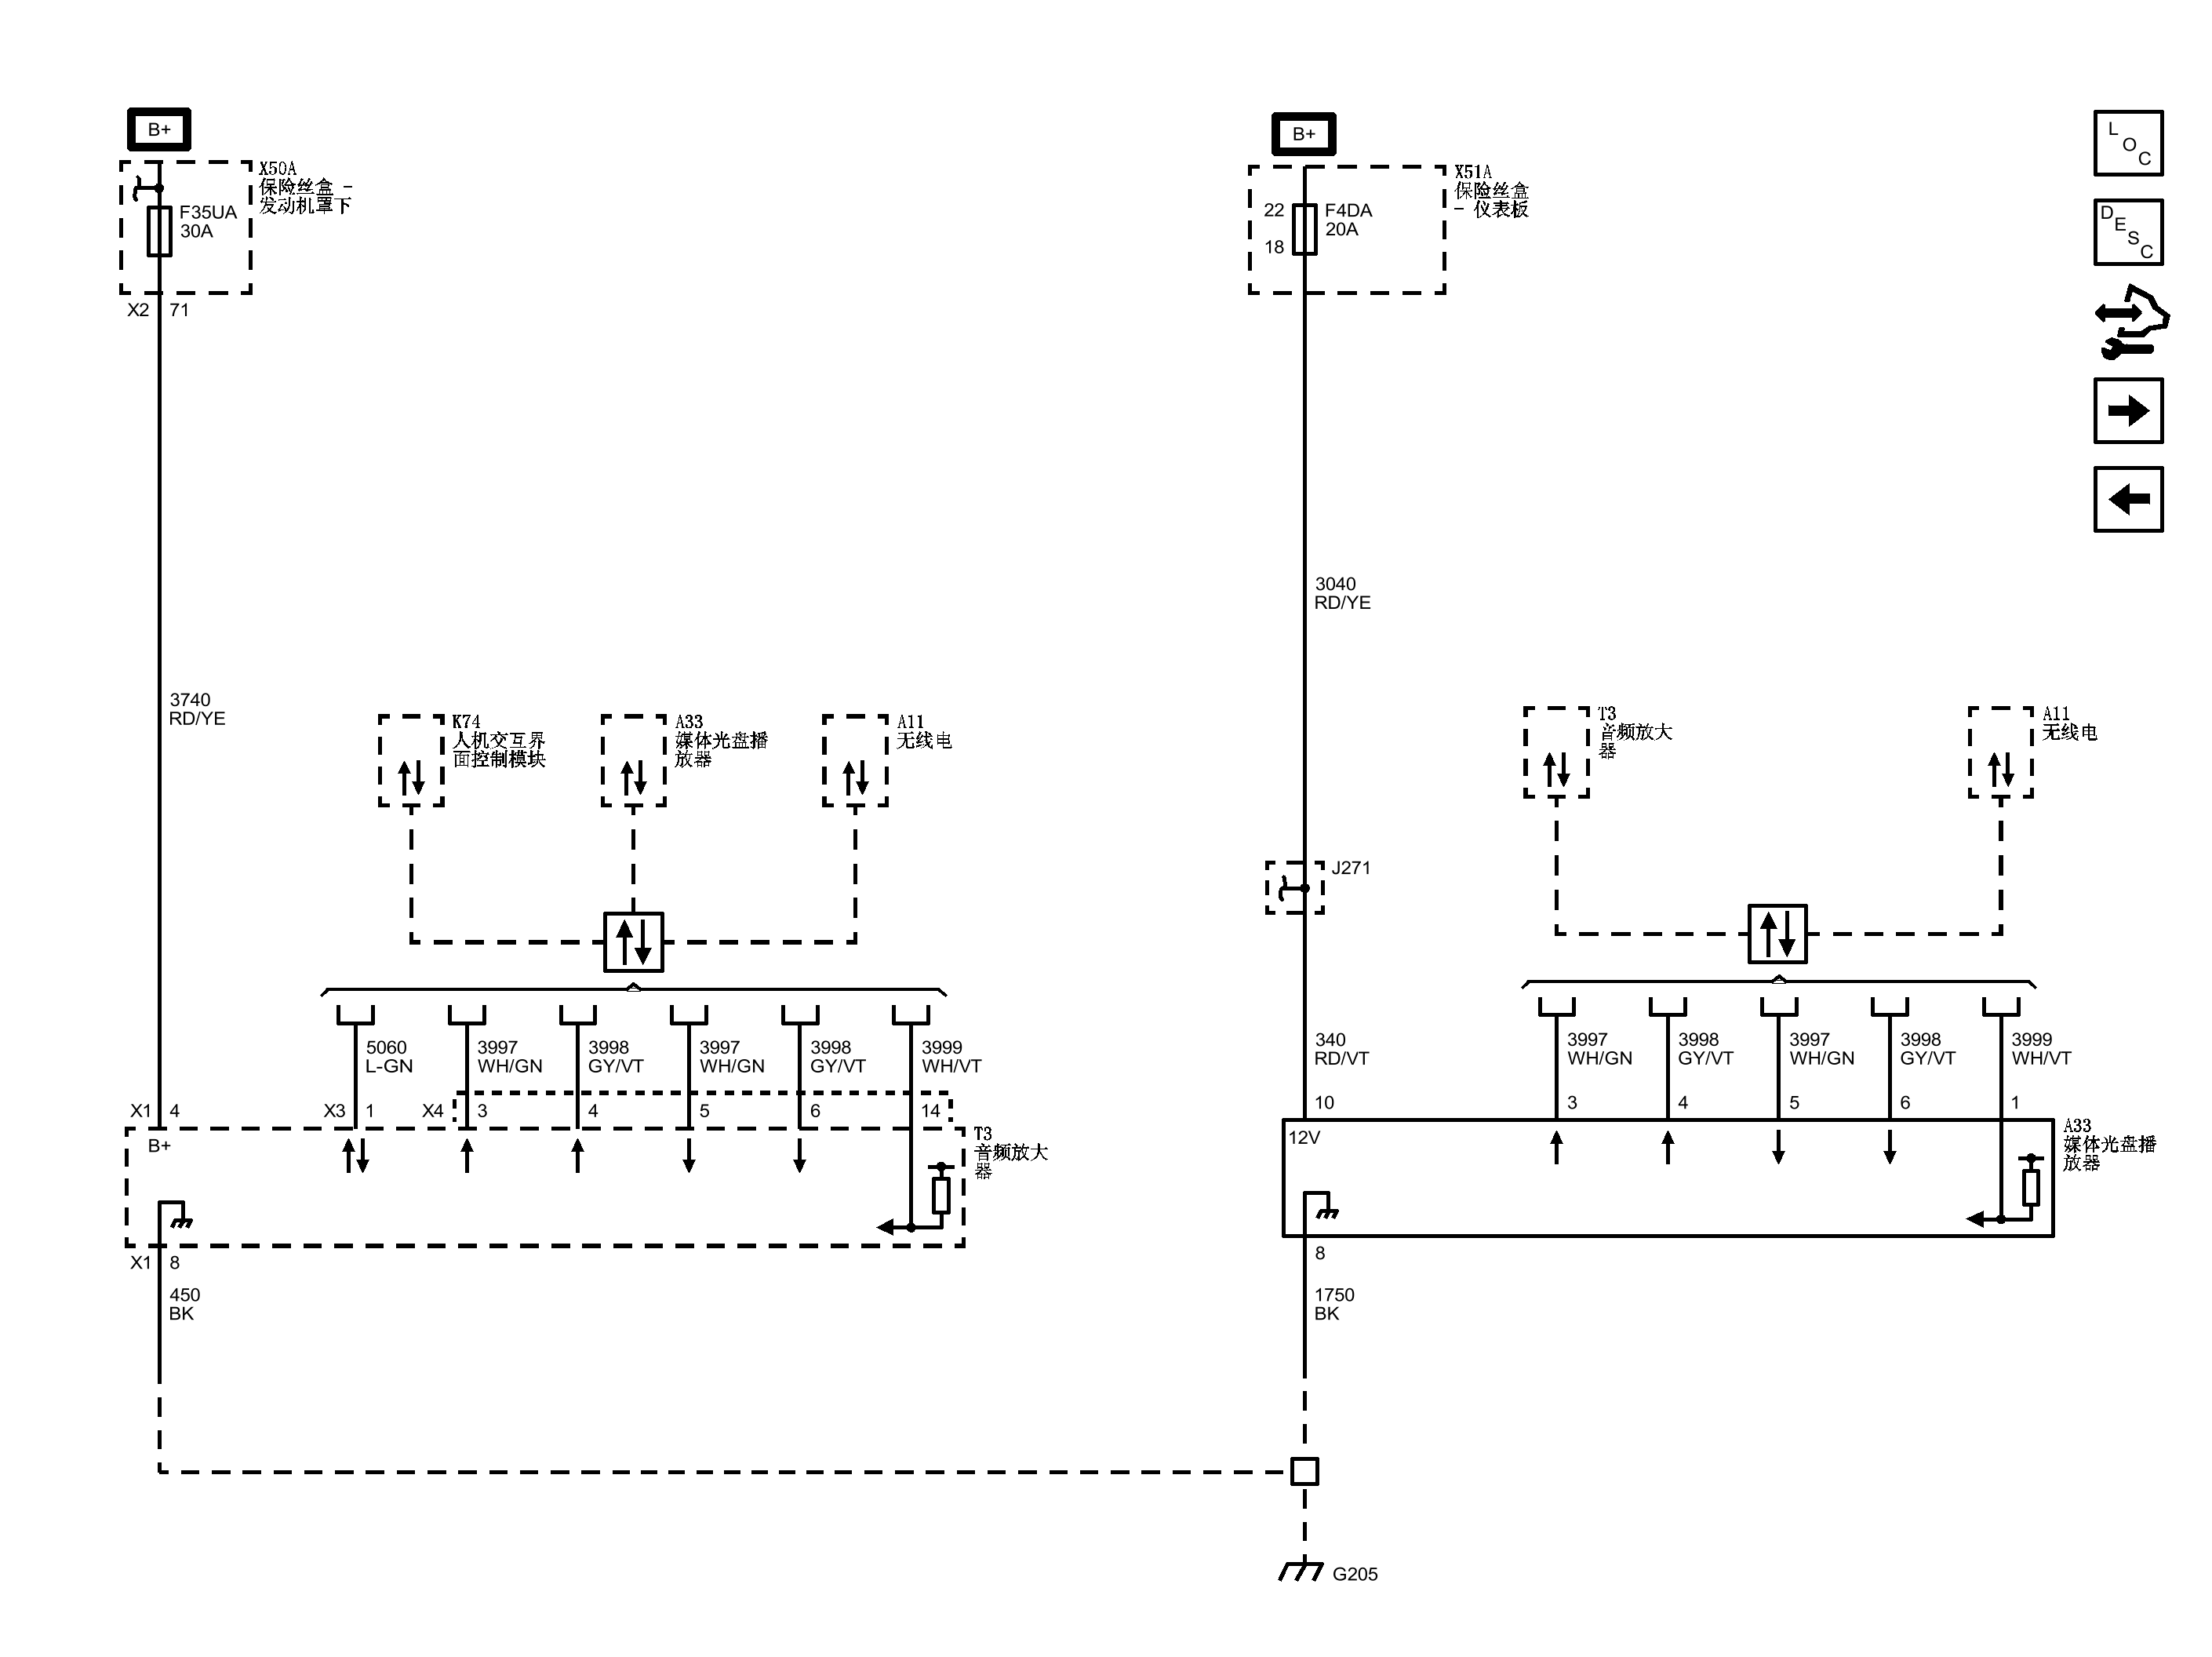 B+
X50A
保险丝盒 -
发动机罩下
F35UA
30A
X2 71
3740
RD/YE
K74
人机交互界
面控制模块
A33
媒体光盘播
放器
A11
无线电
5060
L-GN
3997
WH/GN
3998
GY/VT
3997
WH/GN
3998
GY/VT
3999
WH/VT
X1 4 X3 1 X4 3 4 5 6 14
B+
T3
音频放大
器
X1 8
450
BK
B+
X51A
保险丝盒
- 仪表板
22
18
F4DA
20A
3040
RD/YE
J271
340
RD/VT
T3
音频放大
器
A11
无线电
3997
WH/GN
3998
GY/VT
3997
WH/GN
3998
GY/VT
3999
WH/VT
10 3 4 5 6 1
12V
A33
媒体光盘播
放器
8
1750
BK
G205
LOC
DESC